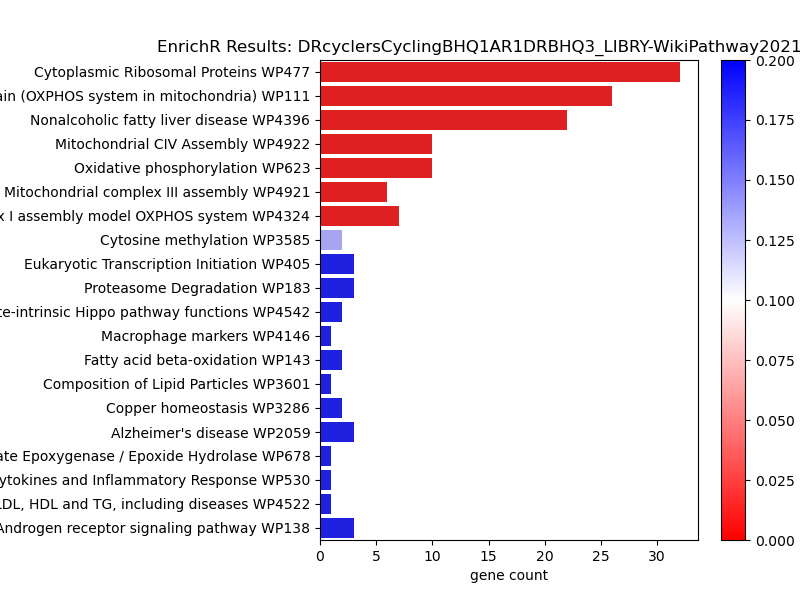 EnrichR Results: DRcyclersCyclingBHQ1AR1DRBHQ3_LIBRY-WikiPathway2021
Cytoplasmic Ribosomal Proteins WP477
(OXPHOS system in mitochondria) WP111
Nonalcoholic fatty liver disease WP4396
Mitochondrial CIV Assembly WP4922
Oxidative phosphorylation WP623
Mitochondrial complex III assembly WP4921
I assembly model OXPHOS system WP4324
Cytosine methylation WP3585
Eukaryotic Transcription Initiation WP405
Proteasome Degradation WP183
te-intrinsic Hippo pathway functions WP4542
Macrophage markers WP4146
Fatty acid beta-oxidation WP143
Composition of Lipid Particles WP3601
Copper homeostasis WP3286
Alzheimer's disease WP2059
ate Epoxygenase / Epoxide Hydrolase WP678
ytokines and Inflammatory Response WP530
LDL, HDL and TG, including diseases WP4522
Androgen receptor signaling pathway WP138
0 5 10 15 20 25 30
gene count
0.200
0.175
0.150
0.125
0.100
0.075
0.050
0.025
0.000